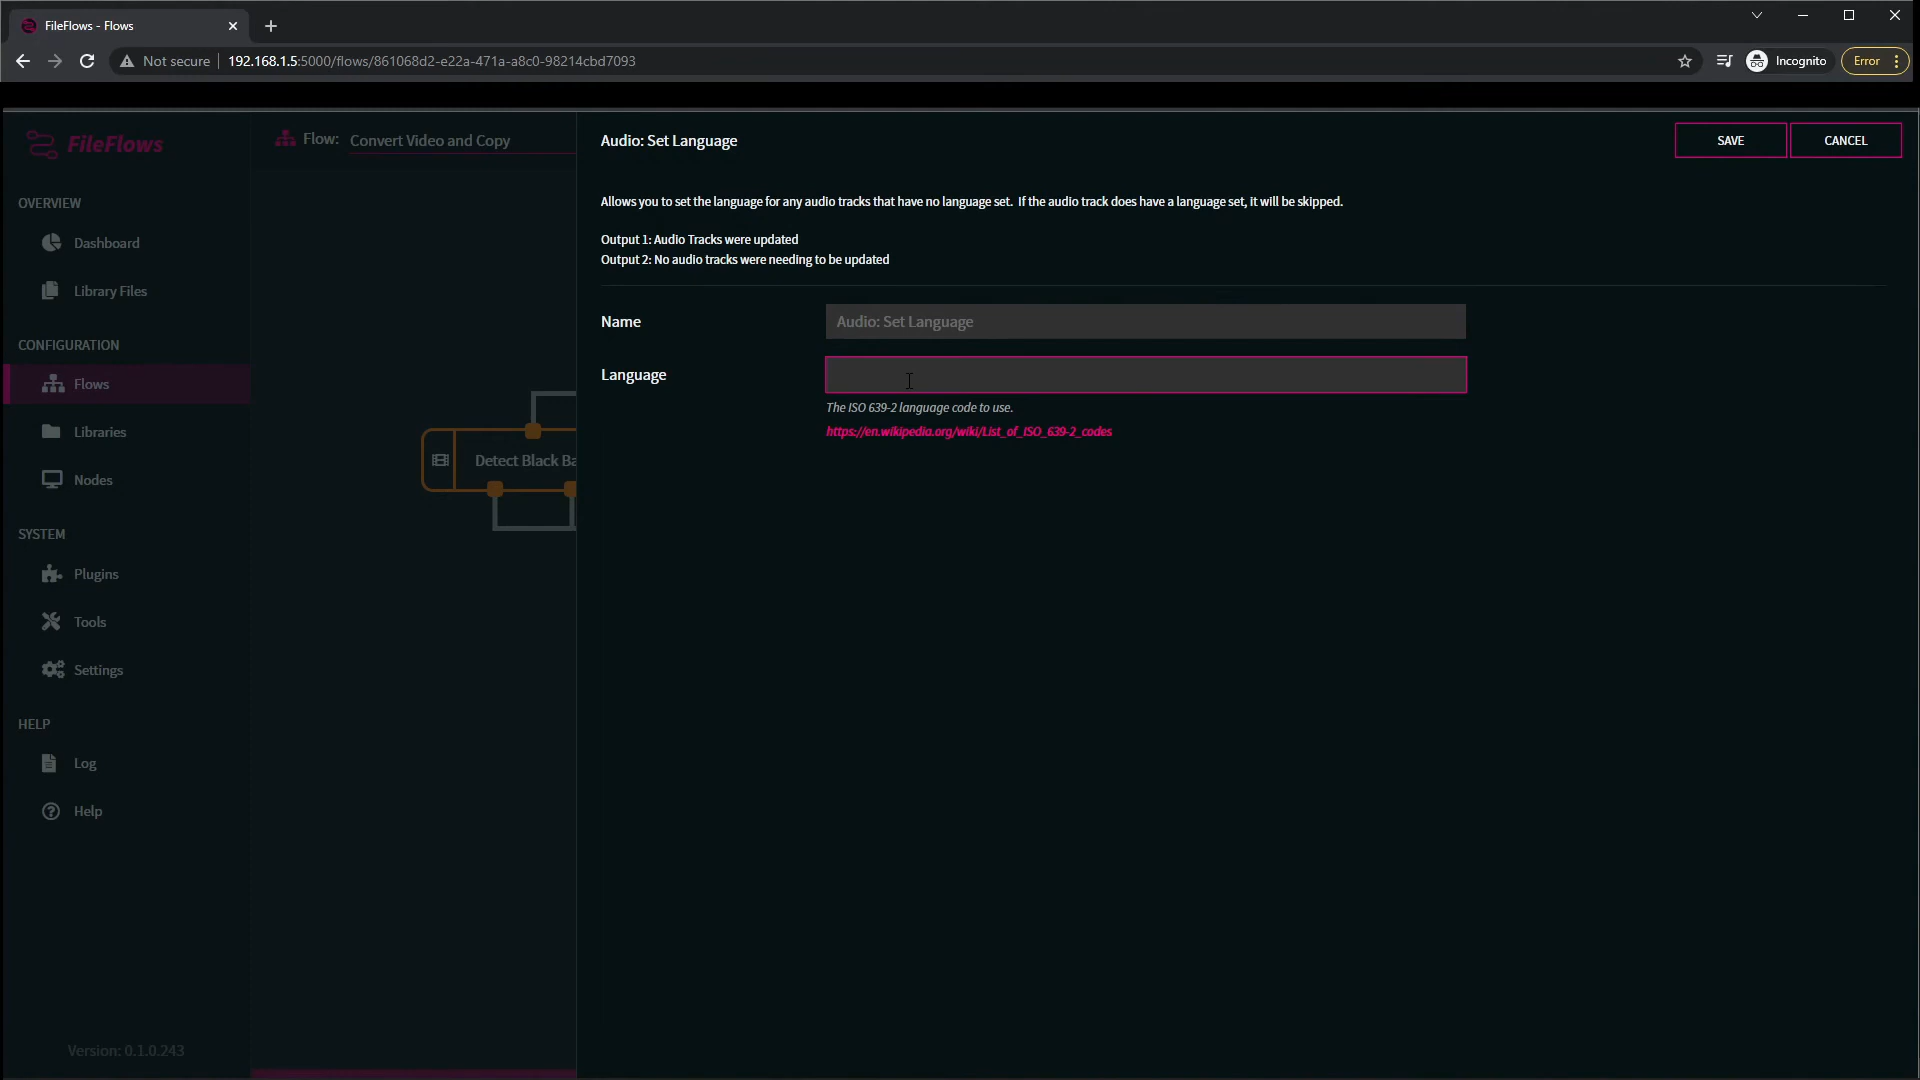 FileFlows - Flows
Not secure
192.168.1.5:5000/flows/861068d2-e22a-471a-a8c0-98214cbd7093
Incognito
Error
FileFlows
OVERVIEW
Dashboard
Library Files
CONFIGURATION
Flows
Libraries
Nodes
SYSTEM
Plugins
Tools
Settings
HELP
Log
Help
Version: 0.1.0.243
Flow: Convert Video and Copy
Detect Black Ba
Audio: Set Language
SAVE
CANCEL
Allows you to set the language for any audio tracks that have no language set. If the audio track does have a language set, it will be skipped.
Output 1: Audio Tracks were updated
Output 2: No audio tracks were needing to be updated
Name
Audio: Set Language
Language
The ISO 639-2 language code to use.
https://en.wikipedia.org/wiki/List_of_ISO_639-2_codes